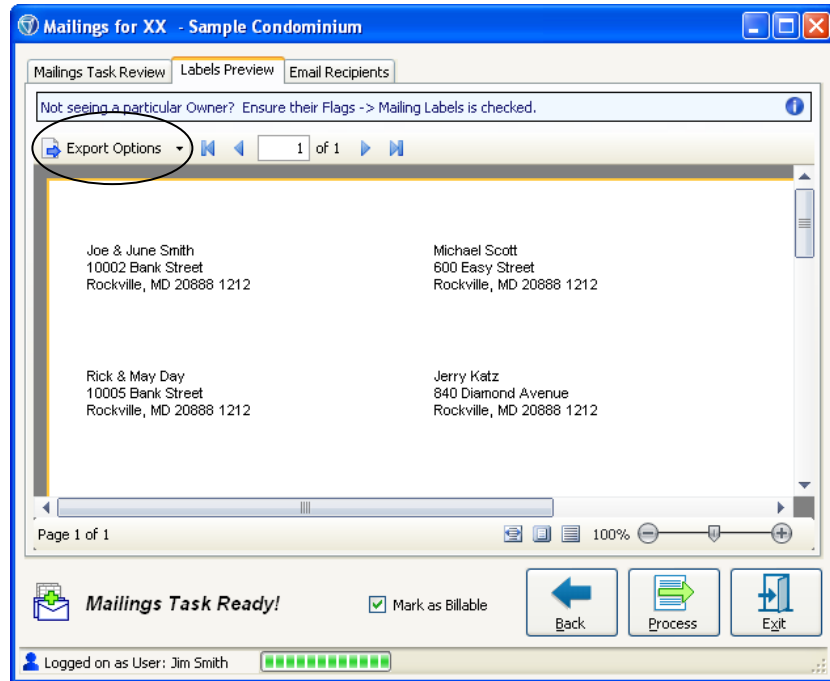 Mailings for XX - Sample Condominium
Mailings Task Review Labels Preview Email Recipients
Not seeing a particular Owner? Ensure their Flags -> Mailing Labels is checked.
Export Options 1 of 1
Joe & June Smith
10002 Bank Street
Rockville, MD 20888 1212
Michael Scott
600 Easy Street
Rockville, MD 20888 1212
Rick & May Day
10005 Bank Street
Rockville, MD 20888 1212
Jerry Katz
840 Diamond Avenue
Rockville, MD 20888 1212
Page 1 of 1 100%
Mailings Task Ready! Mark as Billable Back Process Exit
Logged on as User: Jim Smith